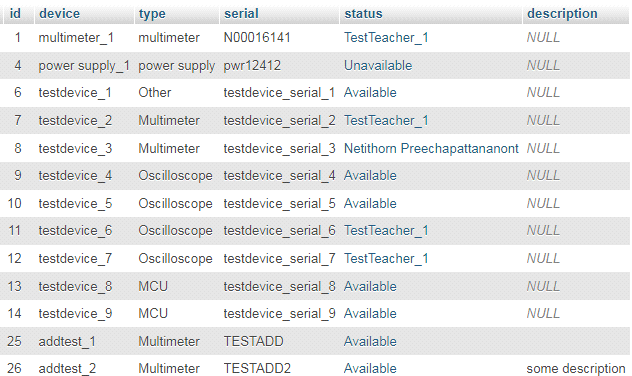 id device type serial status description
1 multimeter_1 multimeter N00016141 TestTeacher_1 NULL
4 power supply_1 power supply pwr12412 Unavailable NULL
6 testdevice_1 Other testdevice_serial_1 Available NULL
7 testdevice_2 Multimeter testdevice_serial_2 TestTeacher_1 NULL
8 testdevice_3 Multimeter testdevice_serial_3 Netithorn Preechapattananont NULL
9 testdevice_4 Oscilloscope testdevice_serial_4 Available NULL
10 testdevice_5 Oscilloscope testdevice_serial_5 Available NULL
11 testdevice_6 Oscilloscope testdevice_serial_6 TestTeacher_1 NULL
12 testdevice_7 Oscilloscope testdevice_serial_7 TestTeacher_1 NULL
13 testdevice_8 MCU testdevice_serial_8 Available NULL
14 testdevice_9 MCU testdevice_serial_9 Available NULL
25 addtest_1 Multimeter TESTADD Available
26 addtest_2 Multimeter TESTADD2 Available some description